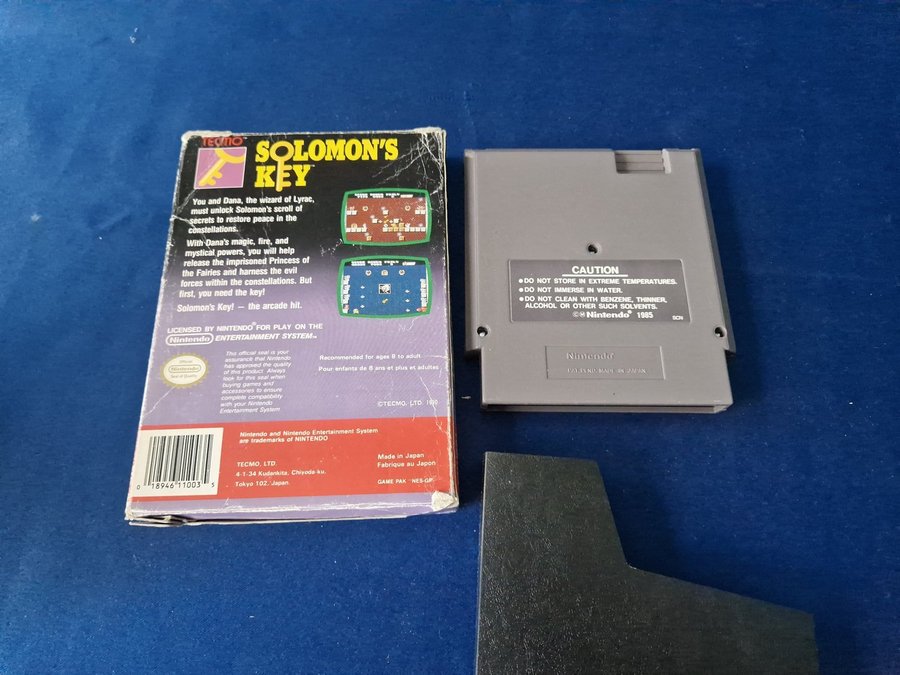 TECMO
SOLOMON'S
KEY
You and Dana, the wizard of Lyrac,
must unlock Solomon's scroll of
secrets to restore peace in the
constellations.
With Dana's magic, fire, and
mystical powers, you will help
release the imprisoned Princess of
the Fairies and harness the evil
forces within the constellations. But
first, you need the key!
Solomon's Key! — the arcade hit.
LICENSED BY NINTENDO® FOR PLAY ON THE
Nintendo ENTERTAINMENT SYSTEM®
Official
Nintendo
Seal of Quality
This official seal is your
assurance that Nintendo
has approved the quality
of this product. Always
look for this seal when
buying games and
accessories to ensure
complete compatibility
with your Nintendo
Entertainment System
Recommended for ages 8 to adult
Pour enfants de 8 ans et plus et adultes
©TECMO, LTD.
Nintendo and Nintendo Entertainment System
are trademarks of NINTENDO
TECMO, LTD.
4-1-34 Kudankita, Chiyoda-ku.
Tokyo 102, Japan
Made in Japan
Fabrique au Japon
GAME PAK
0 18946 11003 5
CAUTION
●DO NOT STORE IN EXTREME TEMPERATURES.
●DO NOT IMMERSE IN WATER.
●DO NOT CLEAN WITH BENZENE, THINNER,
ALCOHOL OR OTHER SUCH SOLVENTS.
©Ⓜ Nintendo® 1985
SCN
Nintendo
MADE IN JAPAN